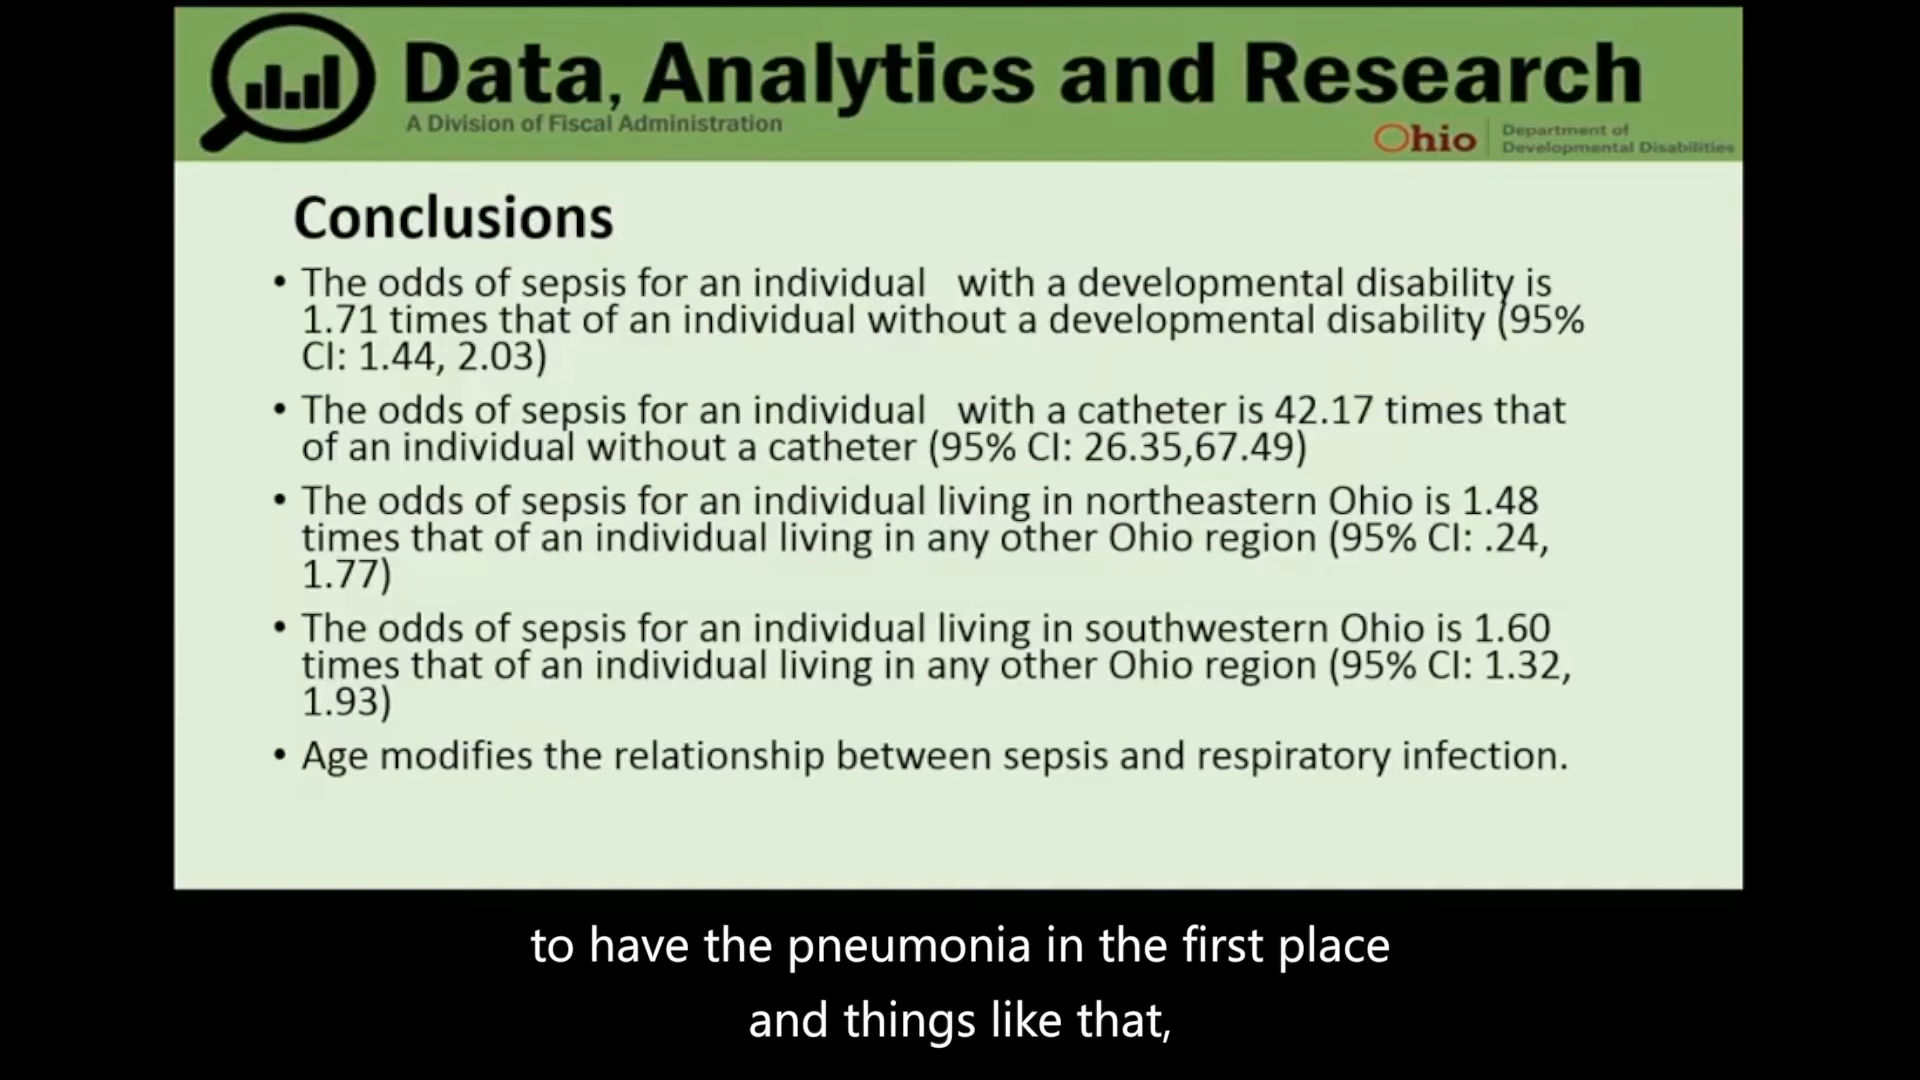 Data, Analytics and Research
A Division of Fiscal Administration
Ohio
Department of
Developmental Disabilities
Conclusions
• The odds of sepsis for an individual with a developmental disability is
1.71 times that of an individual without a developmental disability (95%
CI: 1.44, 2.03)
• The odds of sepsis for an individual with a catheter is 42.17 times that
of an individual without a catheter (95% CI: 26.35,67.49)
• The odds of sepsis for an individual living in northeastern Ohio is 1.48
times that of an individual living in any other Ohio region (95% CI: .24,
1.77)
• The odds of sepsis for an individual living in southwestern Ohio is 1.60
times that of an individual living in any other Ohio region (95% CI: 1.32,
1.93)
• Age modifies the relationship between sepsis and respiratory infection.
to have the pneumonia in the first place
and things like that,